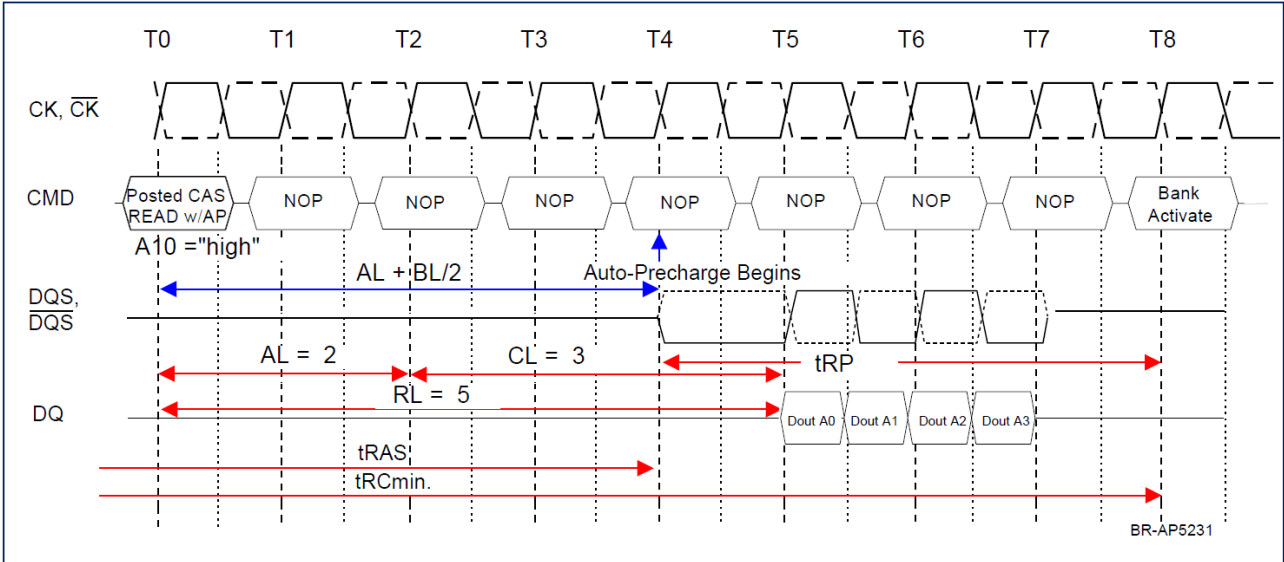 T0 T1 T2 T3 T4 T5 T6 T7 T8
CK, CK
CMD
Posted CAS
READ w/AP
NOP NOP NOP NOP NOP NOP NOP
Bank
Activate
A10 ="high"
AL + BL/2
Auto-Precharge Begins
DQS,
DQS
AL = 2
CL = 3
tRP
RL = 5
DQ
Dout A0 Dout A1 Dout A2 Dout A3
tRAS
tRCmin.
BR-AP5231